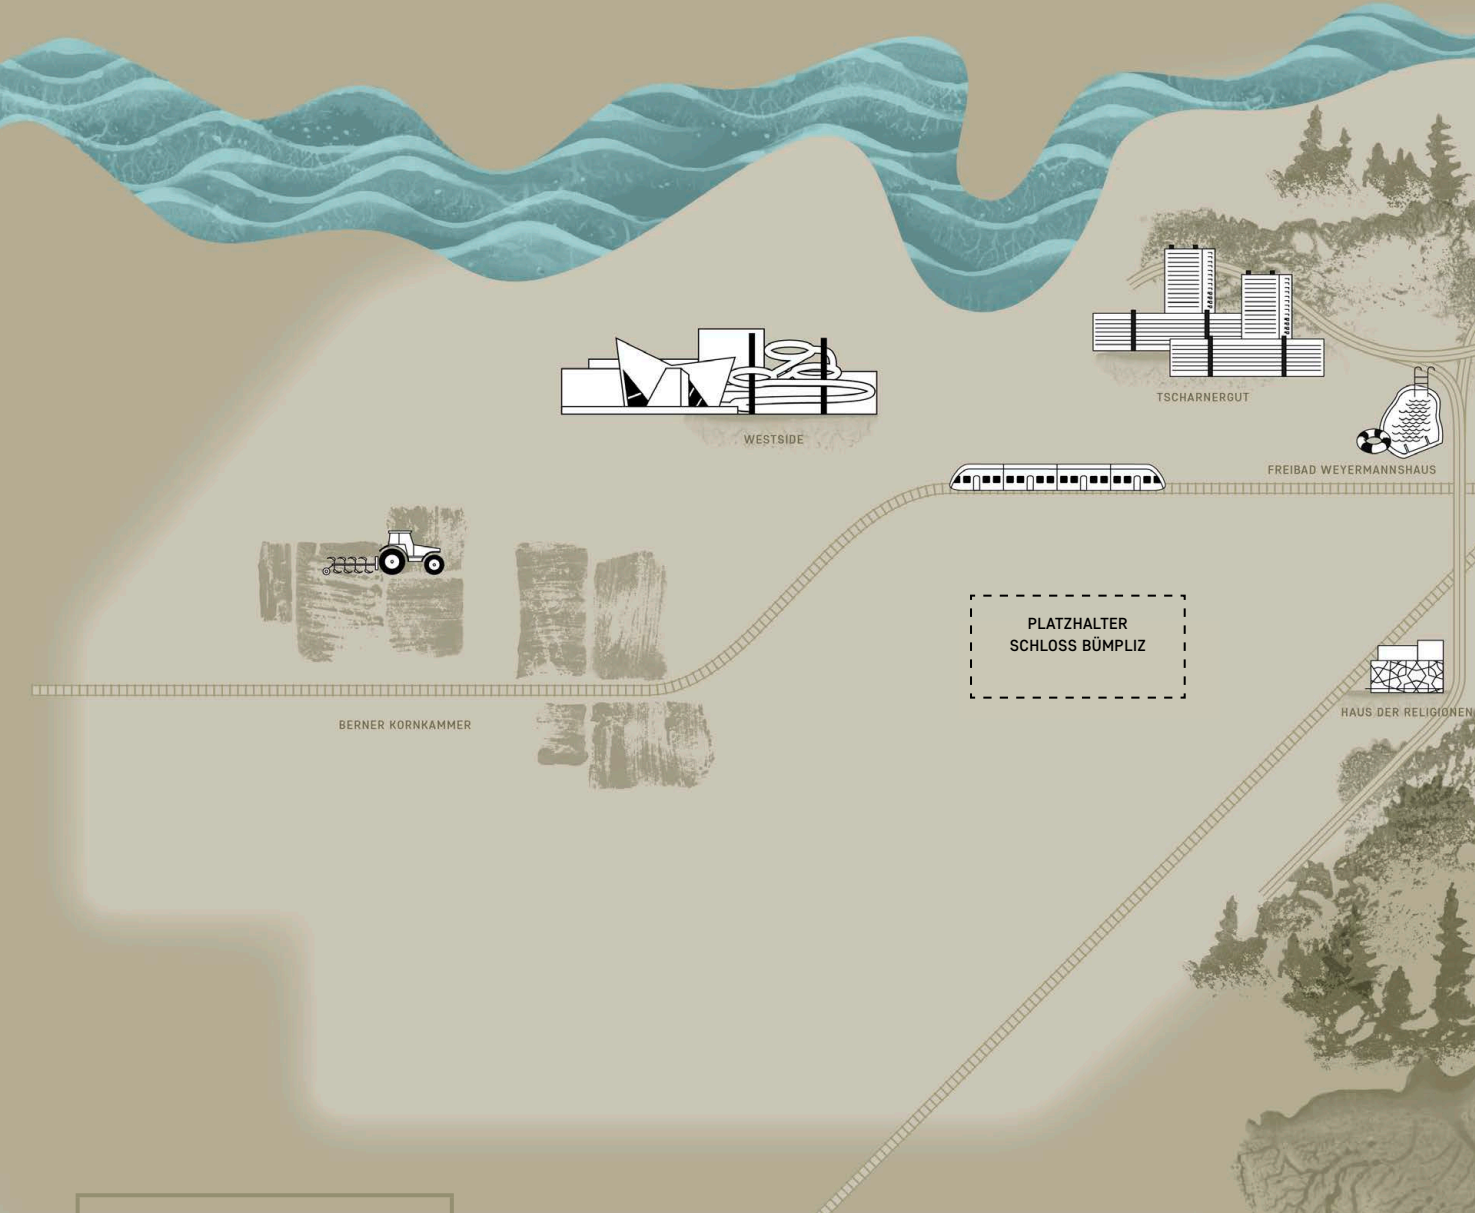 TSCHARNERGUT
WESTSIDE
FREIBAD WEYERMANNSHAUS
PLATZHALTER
SCHLOSS BÜMPLIZ
HAUS DER RELIGIONEN
BERNER KORNKAMMER